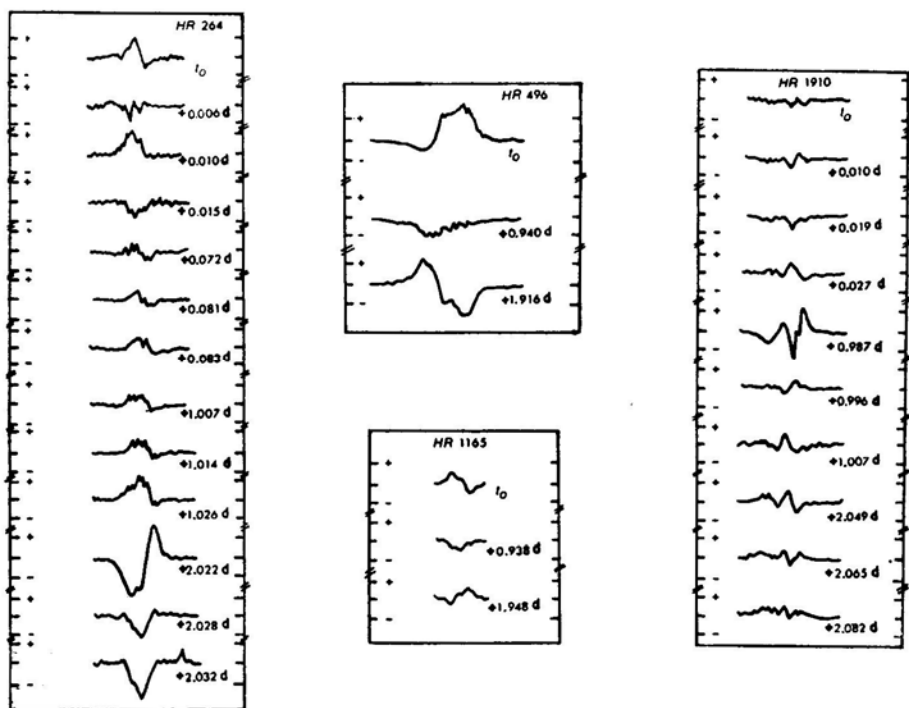 HR 264
t₀
+0.006 d
+0.010 d
+0.015 d
+0.072 d
+0.081 d
+0.083 d
+1.007 d
+1.014 d
+1.026 d
+2.022 d
+2.028 d
+2.032 d
HR 496
t₀
+0.940 d
+1.916 d
HR 1165
t₀
+0.938 d
+1.948 d
HR 1910
t₀
+0.010 d
+0.019 d
+0.027 d
+0.987 d
+0.996 d
+1.007 d
+2.049 d
+2.065 d
+2.082 d